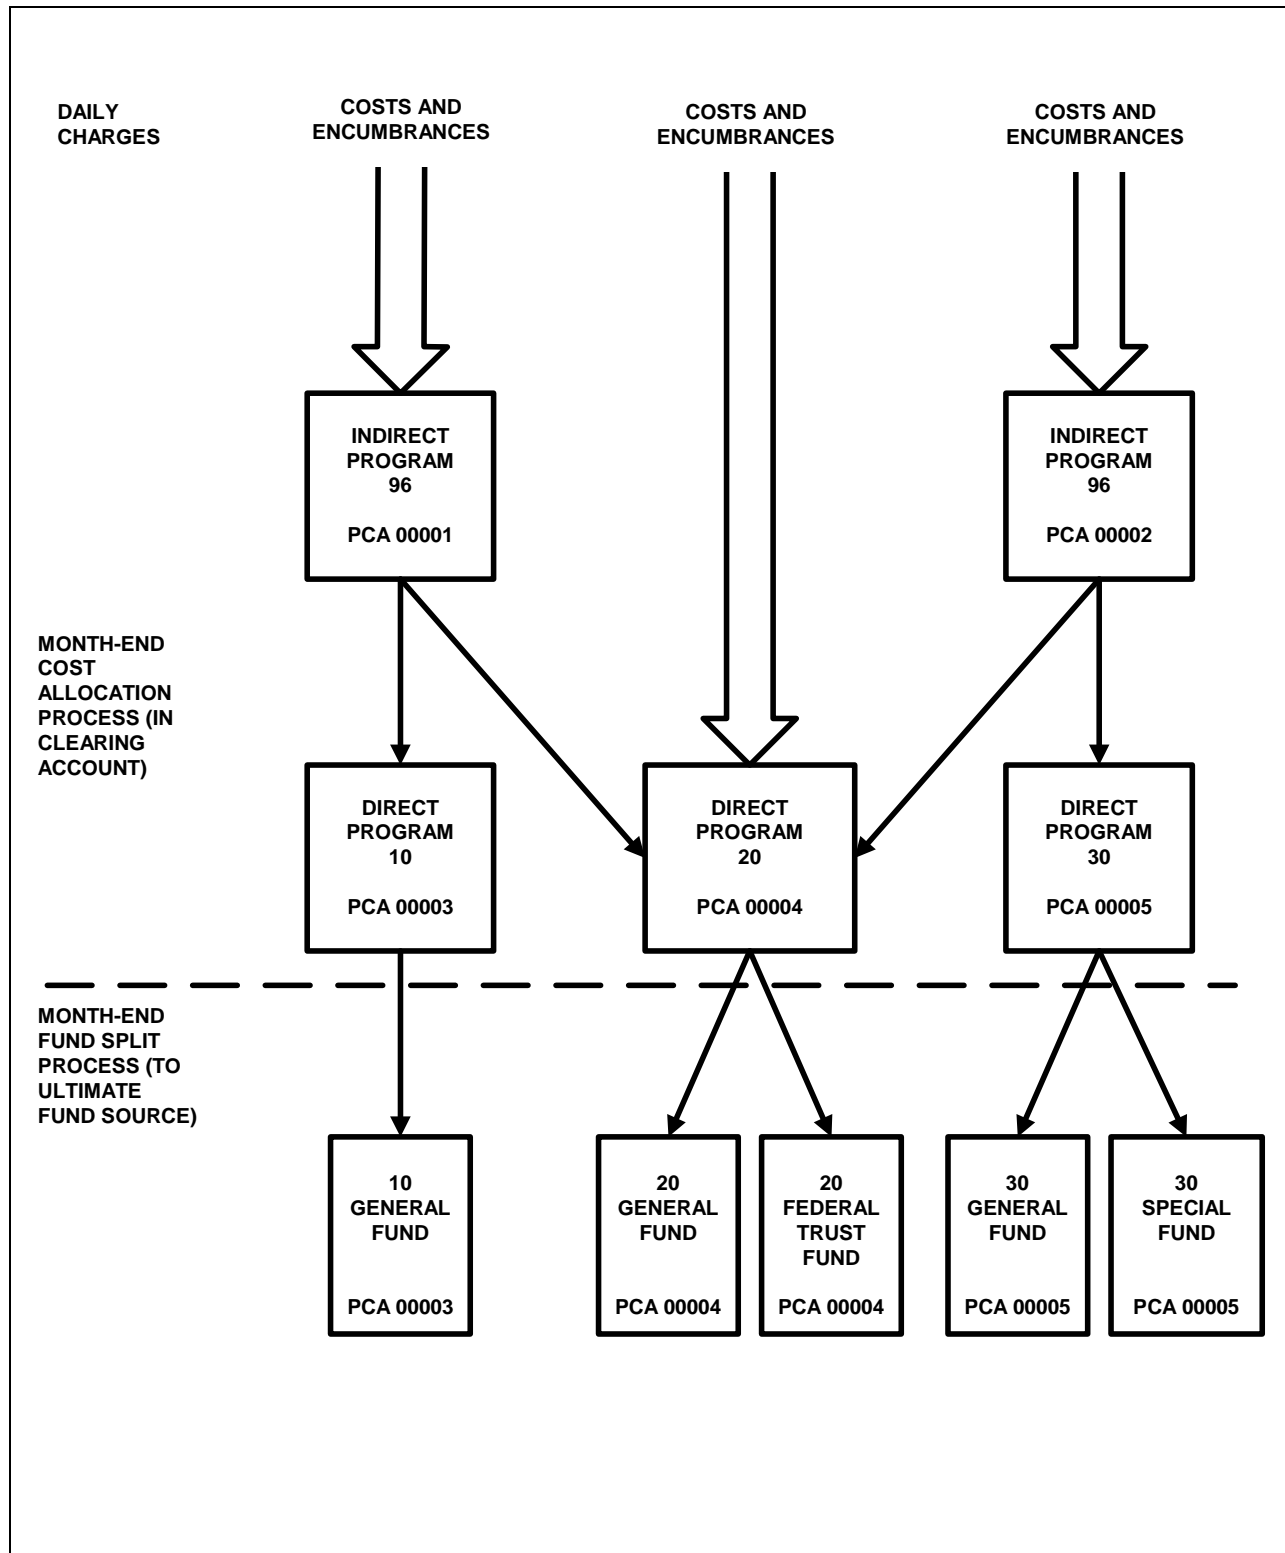 DAILY
CHARGES
COSTS AND
ENCUMBRANCES
COSTS AND
ENCUMBRANCES
COSTS AND
ENCUMBRANCES
INDIRECT
PROGRAM
96
PCA 00001
INDIRECT
PROGRAM
96
PCA 00002
MONTH-END
COST
ALLOCATION
PROCESS (IN
CLEARING
ACCOUNT)
DIRECT
PROGRAM
10
PCA 00003
DIRECT
PROGRAM
20
PCA 00004
DIRECT
PROGRAM
30
PCA 00005
MONTH-END
FUND SPLIT
PROCESS (TO
ULTIMATE
FUND SOURCE)
10
GENERAL
FUND
PCA 00003
20
GENERAL
FUND
PCA 00004
20
FEDERAL
TRUST
FUND
PCA 00004
30
GENERAL
FUND
PCA 00005
30
SPECIAL
FUND
PCA 00005